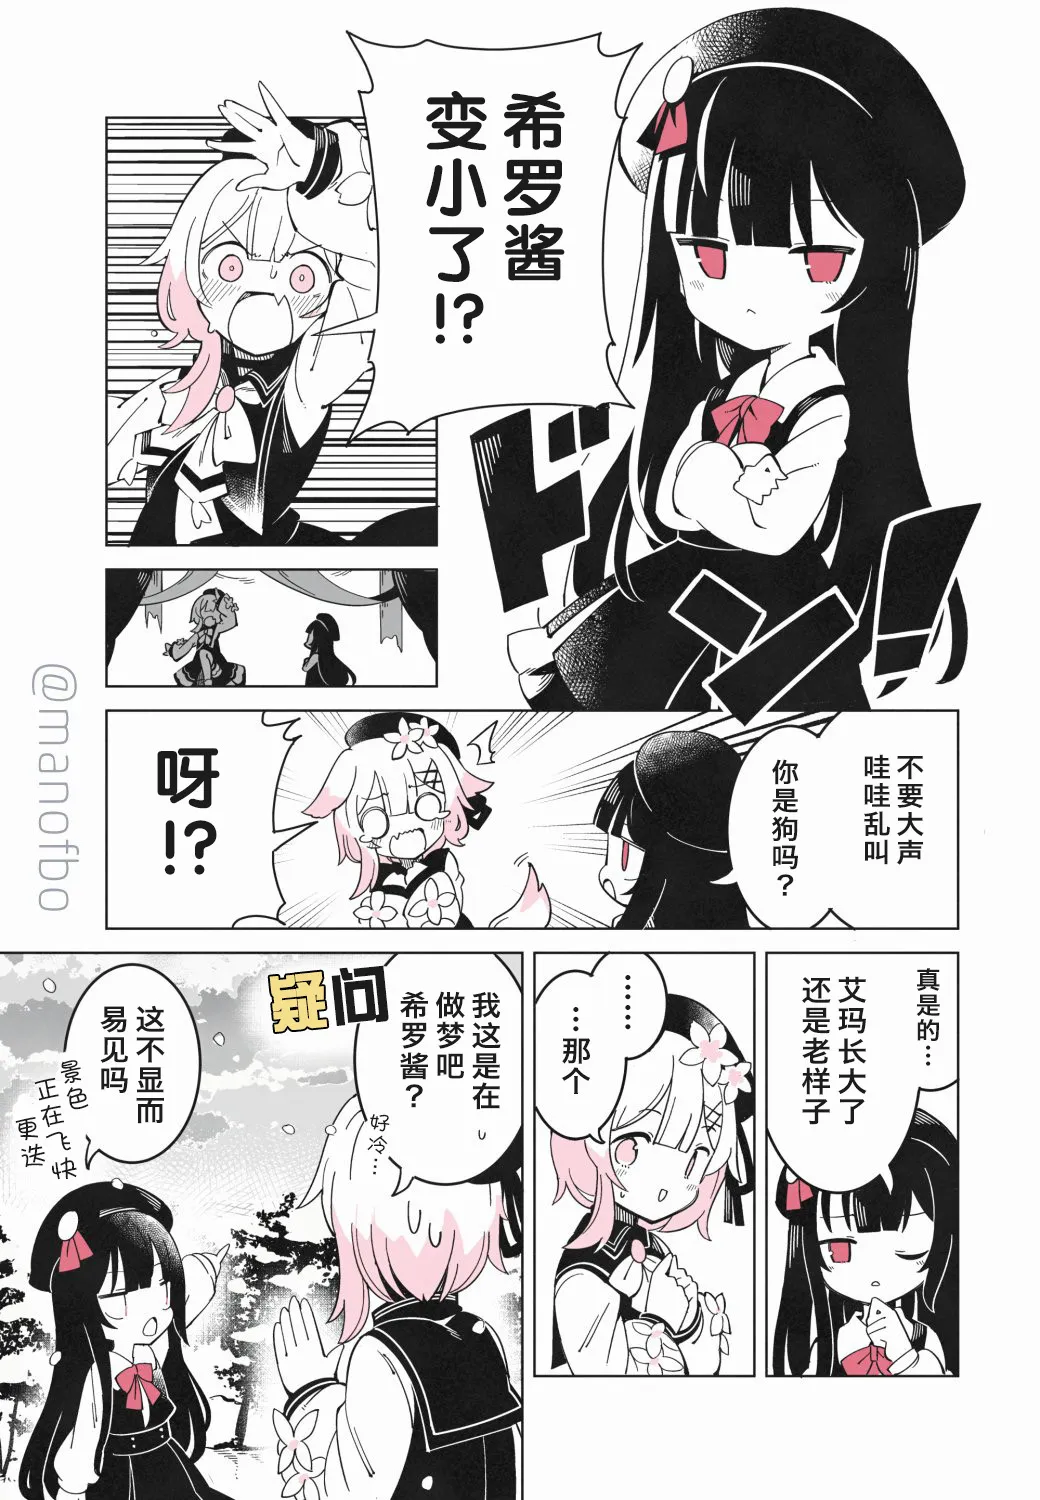 希罗酱
变小了!?
ドン!!
不要大声
哇哇乱叫
你是狗吗？
呀!?
真是的…
艾玛长大了
还是老样子
……
…那个
疑问
我这是在
做梦吧
希罗酱？
好冷…
这不显而
易见吗
景色
正在飞快
更迭
@manofbo